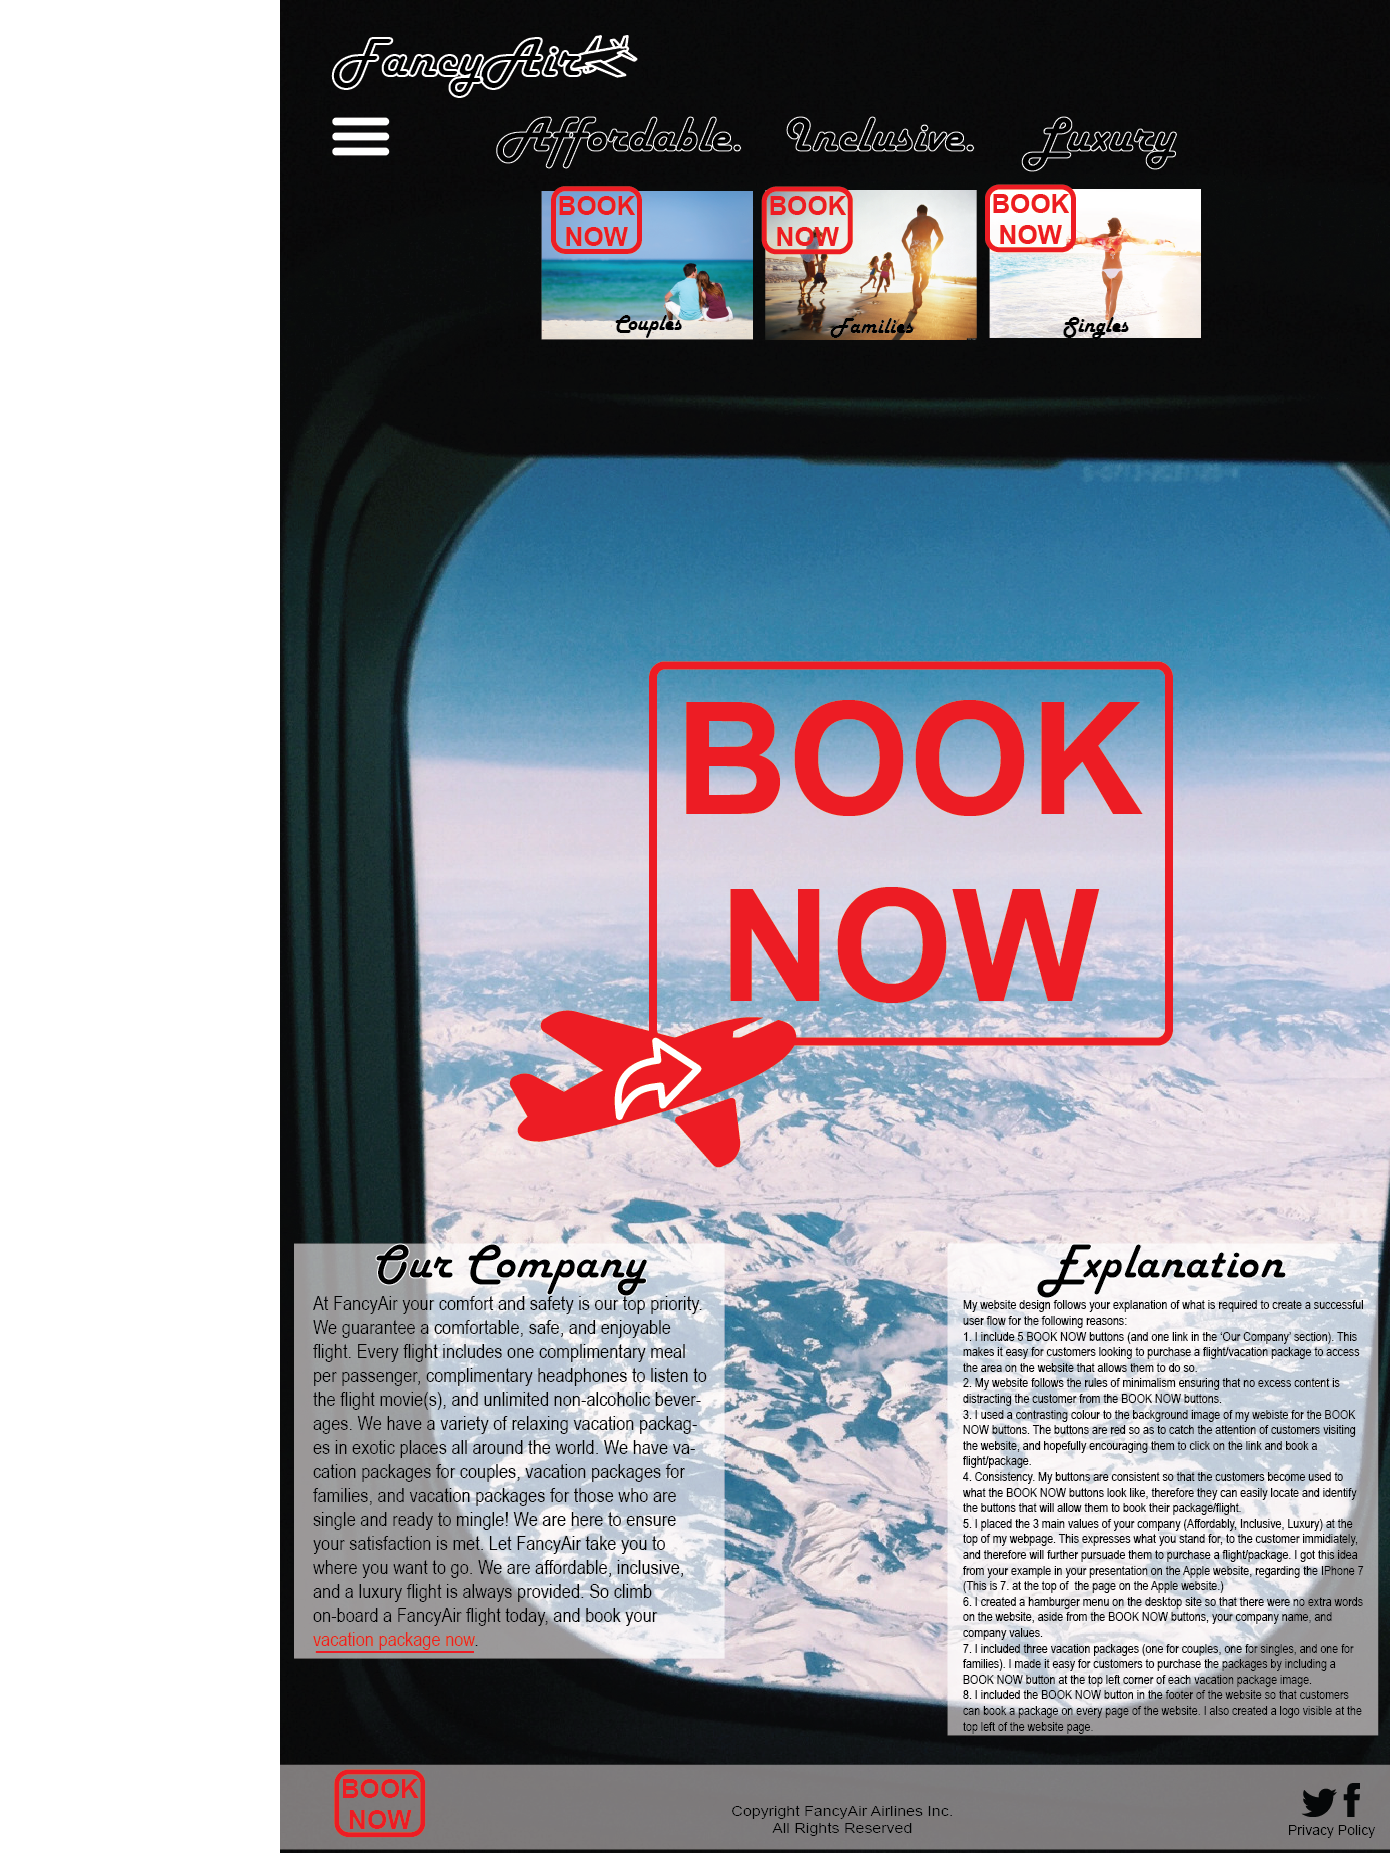 FancyAir
Affordable. Inclusive. Luxury
BOOK
NOW
Couples
BOOK
NOW
Families
BOOK
NOW
Singles
BOOK
NOW
Our Company
At FancyAir your comfort and safety is our top priority.
We guarantee a comfortable, safe, and enjoyable
flight. Every flight includes one complimentary meal
per passenger, complimentary headphones to listen to
the flight movie(s), and unlimited non-alcoholic bever-
ages. We have a variety of relaxing vacation packag-
es in exotic places all around the world. We have va-
cation packages for couples, vacation packages for
families, and vacation packages for those who are
single and ready to mingle! We are here to ensure
your satisfaction is met. Let FancyAir take you to
where you want to go. We are affordable, inclusive,
and a luxury flight is always provided. So climb
on-board a FancyAir flight today, and book your
vacation package now.
Explanation
My website design follows your explanation of what is required to create a successful
user flow for the following reasons:
1. I include 5 BOOK NOW buttons (and one link in the ‘Our Company’ section). This
makes it easy for customers looking to purchase a flight/vacation package to access
the area on the website that allows them to do so.
2. My website follows the rules of minimalism ensuring that no excess content is
distracting the customer from the BOOK NOW buttons.
3. I used a contrasting colour to the background image of my webiste for the BOOK
NOW buttons. The buttons are red so as to catch the attention of customers visiting
the website, and hopefully encouraging them to click on the link and book a
flight/package.
4. Consistency. My buttons are consistent so that the customers become used to
what the BOOK NOW buttons look like, therefore they can easily locate and identify
the buttons that will allow them to book their package/flight.
5. I placed the 3 main values of your company (Affordably, Inclusive, Luxury) at the
top of my webpage. This expresses what you stand for, to the customer immidiately,
and therefore will further pursuade them to purchase a flight/package. I got this idea
from your example in your presentation on the Apple website, regarding the IPhone 7
(This is 7. at the top of the page on the Apple website.)
6. I created a hamburger menu on the desktop site so that there were no extra words
on the website, aside from the BOOK NOW buttons, your company name, and
company values.
7. I included three vacation packages (one for couples, one for singles, and one for
families). I made it easy for customers to purchase the packages by including a
BOOK NOW button at the top left corner of each vacation package image.
8. I included the BOOK NOW button in the footer of the website so that customers
can book a package on every page of the website. I also created a logo visible at the
top left of the website page.
BOOK
NOW
Copyright FancyAir Airlines Inc.
All Rights Reserved
Privacy Policy